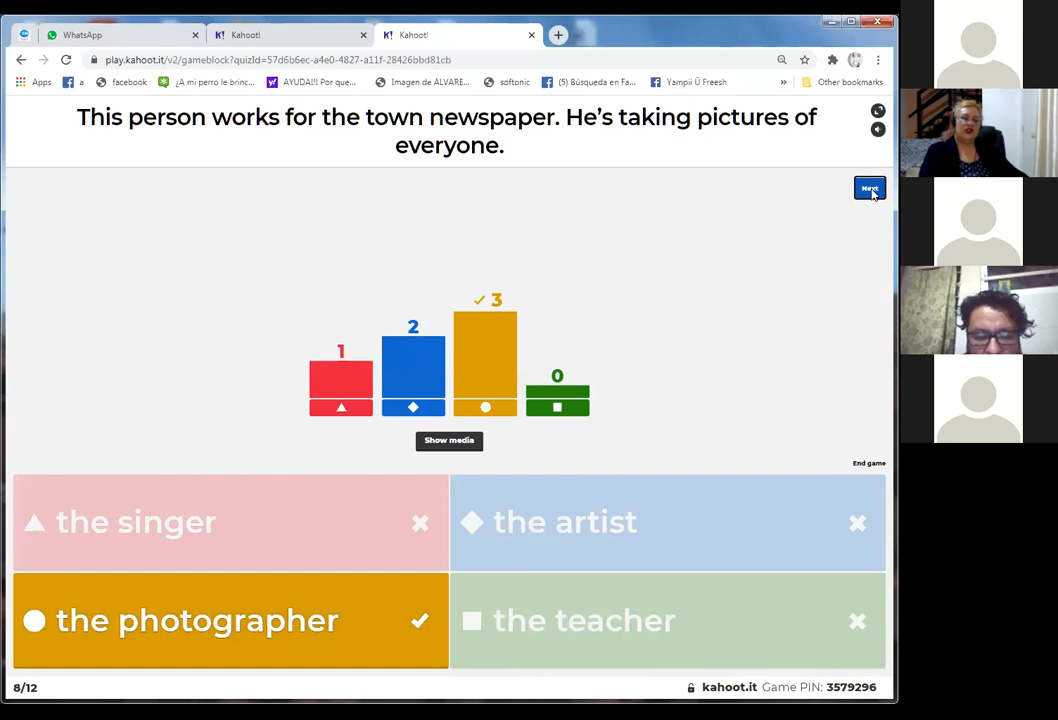 WhatsApp
Kahoot!
Kahoot!
play.kahoot.it/v2/gameblock?quizId=57d6b6ec-a4e0-4827-a11f-28426bbd81cb
Apps
a
facebook
¿A mi perro le brinc...
AYUDA!!! Por que...
Imagen de ALVARE...
softonic
(5) Búsqueda en Fa...
Yampii Ü Freesh
»
Other bookmarks
This person works for the town newspaper. He's taking pictures of
everyone.
Next
1
2
3
0
Show media
End game
the singer
the artist
the photographer
the teacher
8/12
kahoot.it Game PIN: 3579296